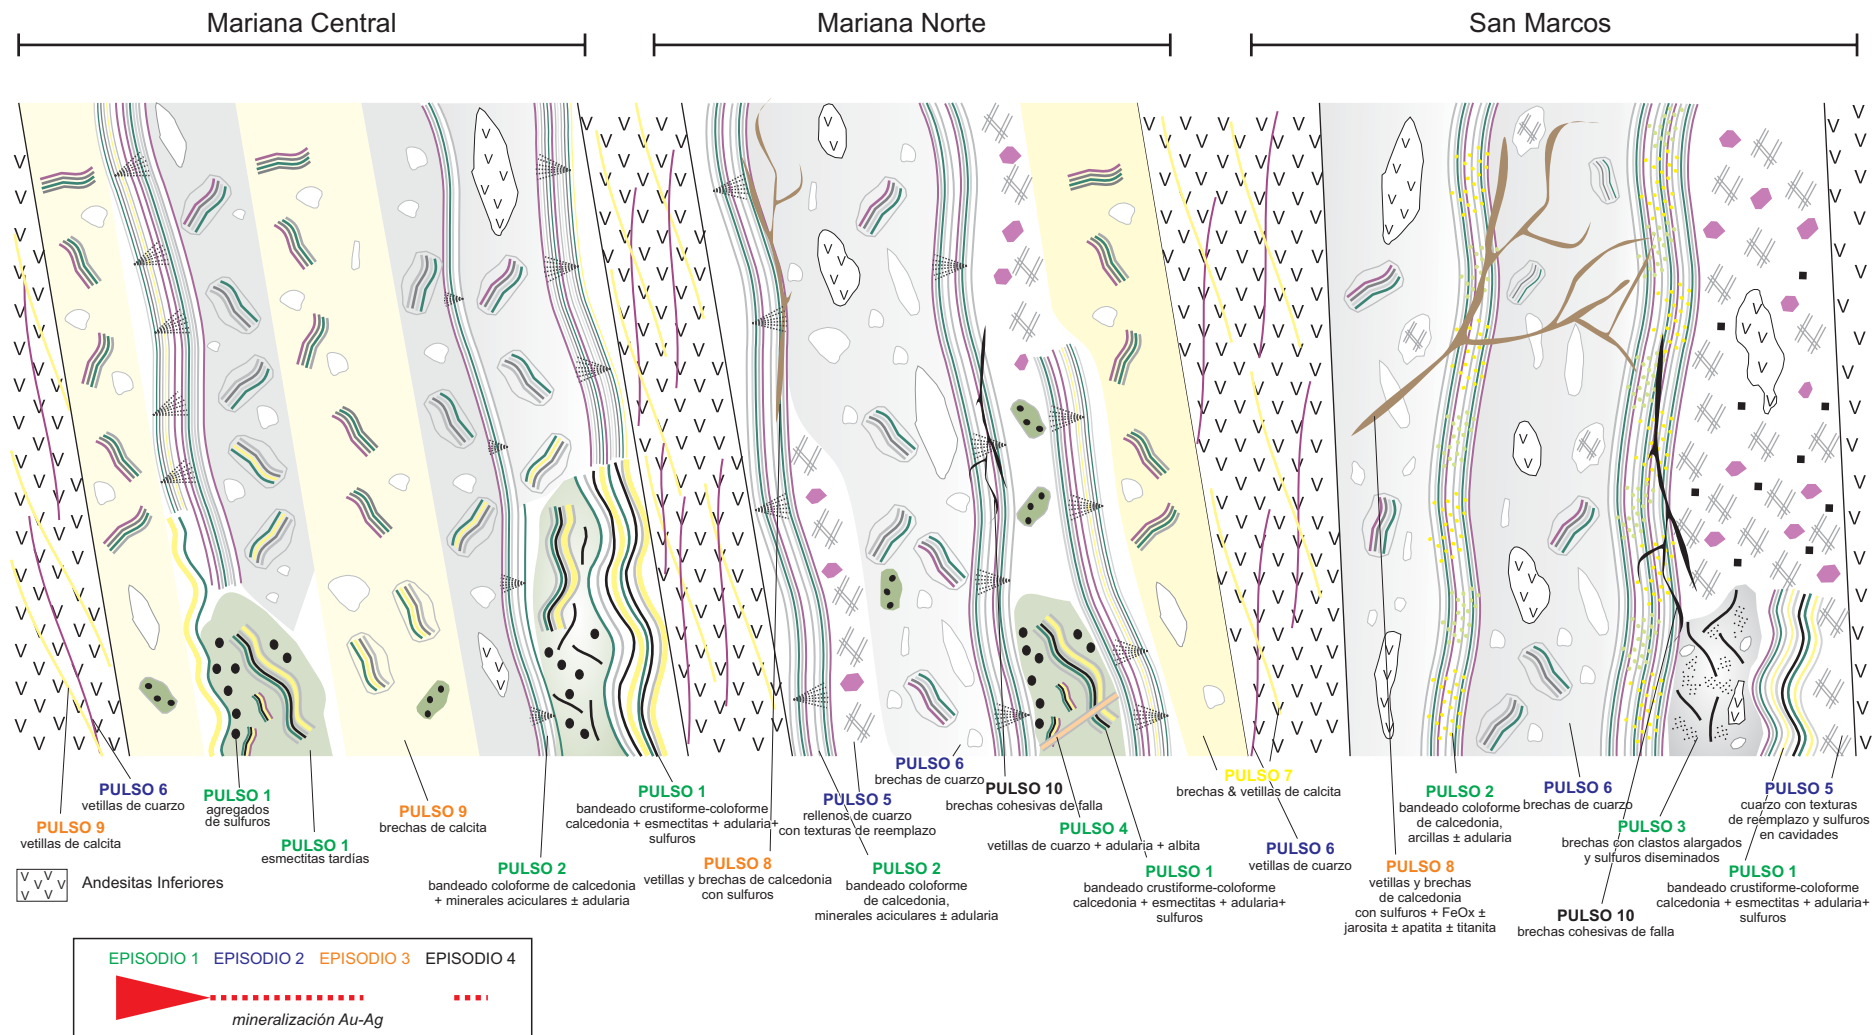 Mariana Central
Mariana Norte
San Marcos
PULSO 6
vetillas de cuarzo
PULSO 9
vetillas de calcita
PULSO 1
agregados
de sulfuros
PULSO 1
esmectitas tardías
PULSO 9
brechas de calcita
PULSO 2
bandeado coloforme de calcedonia
+ minerales aciculares ± adularia
PULSO 1
bandeado crustiforme-coloforme
calcedonia + esmectitas + adularia+
sulfuros
PULSO 8
vetillas y brechas de calcedonia
con sulfuros
PULSO 5
rellenos de cuarzo
con texturas de reemplazo
PULSO 2
bandeado coloforme
de calcedonia,
minerales aciculares ± adularia
PULSO 6
brechas de cuarzo
PULSO 10
brechas cohesivas de falla
PULSO 4
vetillas de cuarzo + adularia + albita
PULSO 1
bandeado crustiforme-coloforme
calcedonia + esmectitas + adularia+
sulfuros
PULSO 7
brechas & vetillas de calcita
PULSO 6
vetillas de cuarzo
PULSO 2
bandeado coloforme
de calcedonia,
arcillas ± adularia
PULSO 8
vetillas y brechas
de calcedonia
con sulfuros + FeOx ±
jarosita ± apatita ± titanita
PULSO 6
brechas de cuarzo
PULSO 3
brechas con clastos alargados
y sulfuros diseminados
PULSO 10
brechas cohesivas de falla
PULSO 5
cuarzo con texturas
de reemplazo y sulfuros
en cavidades
PULSO 1
bandeado crustiforme-coloforme
calcedonia + esmectitas + adularia+
sulfuros
Andesitas Inferiores
EPISODIO 1 EPISODIO 2 EPISODIO 3 EPISODIO 4
mineralización Au-Ag